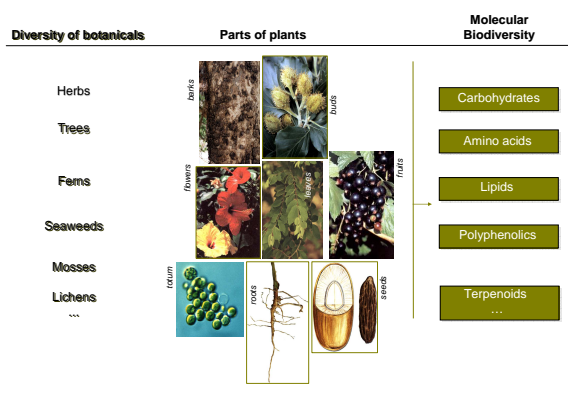 Diversity of botanicals
Parts of plants
Molecular
Biodiversity
Herbs
Trees
Ferns
Seaweeds
Mosses
Lichens
...
barks
buds
flowers
leaves
fruits
totum
roots
seeds
Carbohydrates
Amino acids
Lipids
Polyphenolics
Terpenoids
...